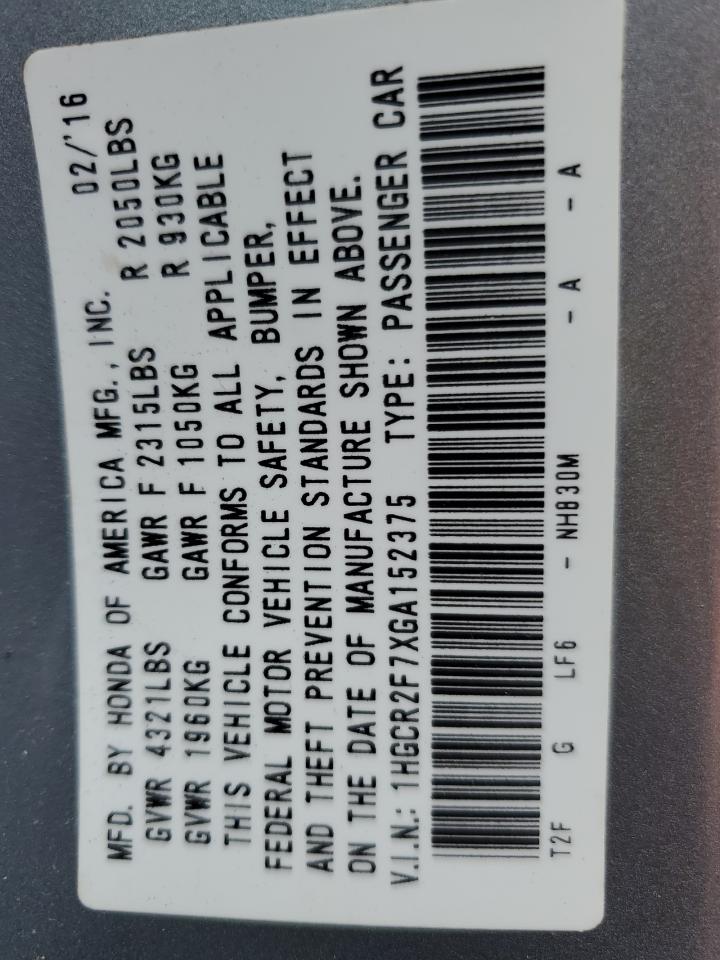 MFD. BY HONDA OF AMERICA MFG., INC. 02/'16
GVWR 4321LBS GAWR F 2315LBS R 2050LBS
GVWR 1960KG GAWR F 1050KG R 930KG
THIS VEHICLE CONFORMS TO ALL APPLICABLE
FEDERAL MOTOR VEHICLE SAFETY, BUMPER,
AND THEFT PREVENTION STANDARDS IN EFFECT
ON THE DATE OF MANUFACTURE SHOWN ABOVE.
V.I.N.: 1HGCR2F7XGA152375 TYPE: PASSENGER CAR
T2F G LF6 - NH830M - A - A